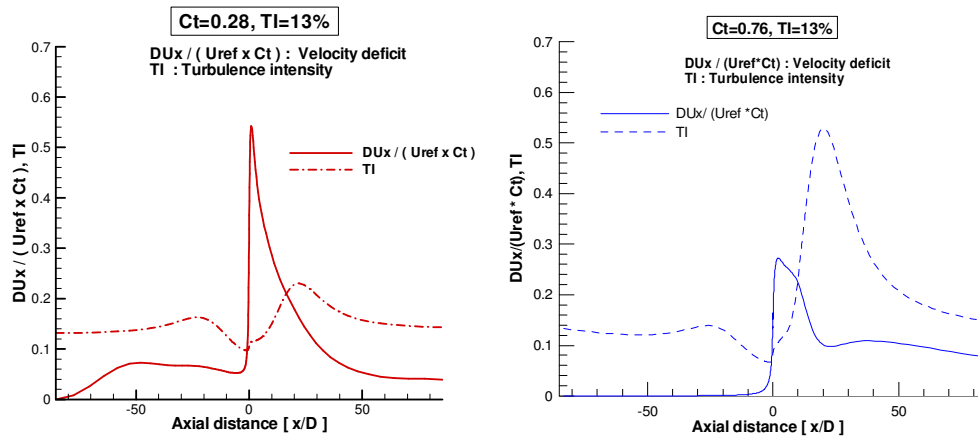 Ct=0.28, TI=13%
DUx / ( Uref x Ct ) : Velocity deficit
TI : Turbulence intensity
DUx / ( Uref x Ct )
TI
DUx / ( Uref x Ct ), TI
0.7
0.6
0.5
0.4
0.3
0.2
0.1
0
-50
0
50
Axial distance [ x/D ]
Ct=0.76, TI=13%
DUx / (Uref*Ct) : Velocity deficit
TI : Turbulence intensity
DUx/ (Uref *Ct)
TI
DUx/(Uref * Ct), TI
0.7
0.6
0.5
0.4
0.3
0.2
0.1
0
-50
0
50
Axial distance [ x/D ]